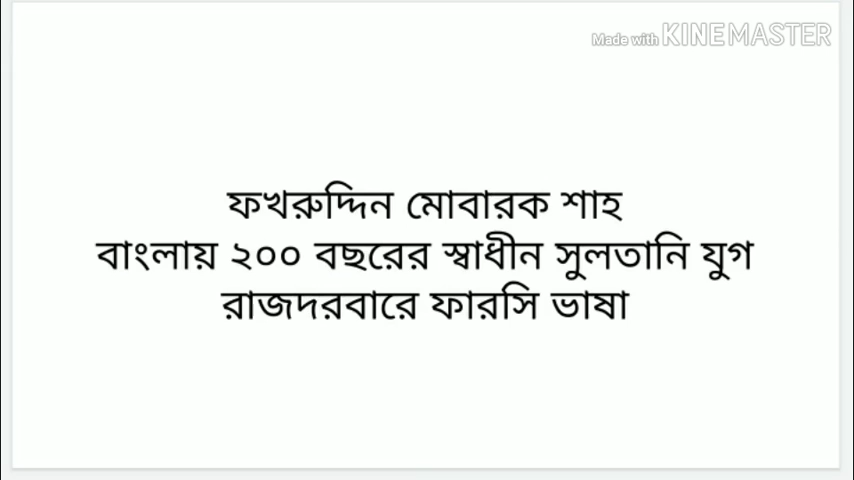 Made with KINEMASTER
ফখরুদ্দিন মোবারক শাহ
বাংলায় ২০০ বছরের স্বাধীন সুলতানি যুগ
রাজদরবারে ফারসি ভাষা